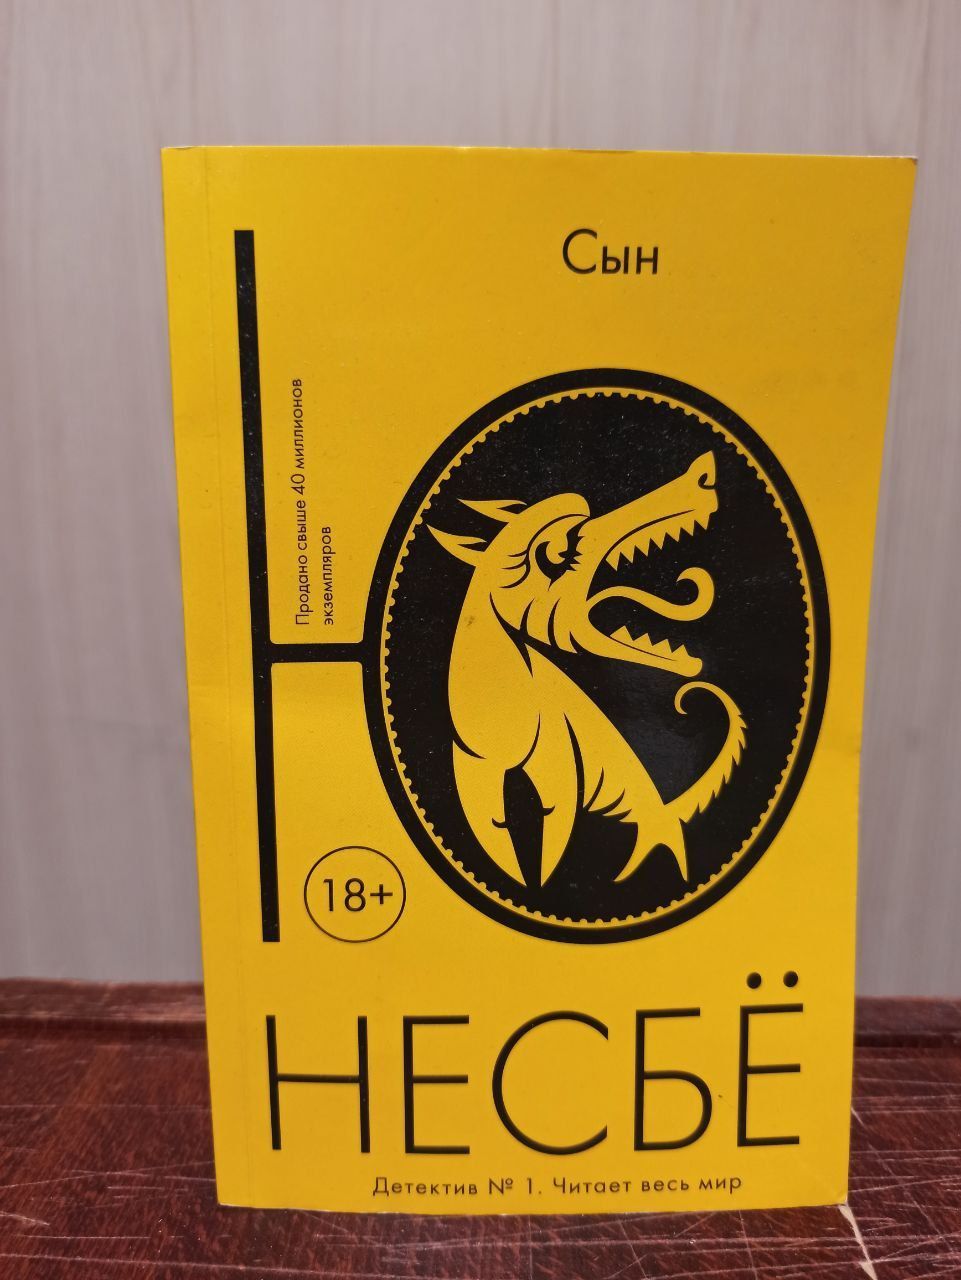 Сын
Продано свыше 40 миллионов
экземпляров
Ю
18+
НЕСБЁ
Детектив № 1. Читает весь мир